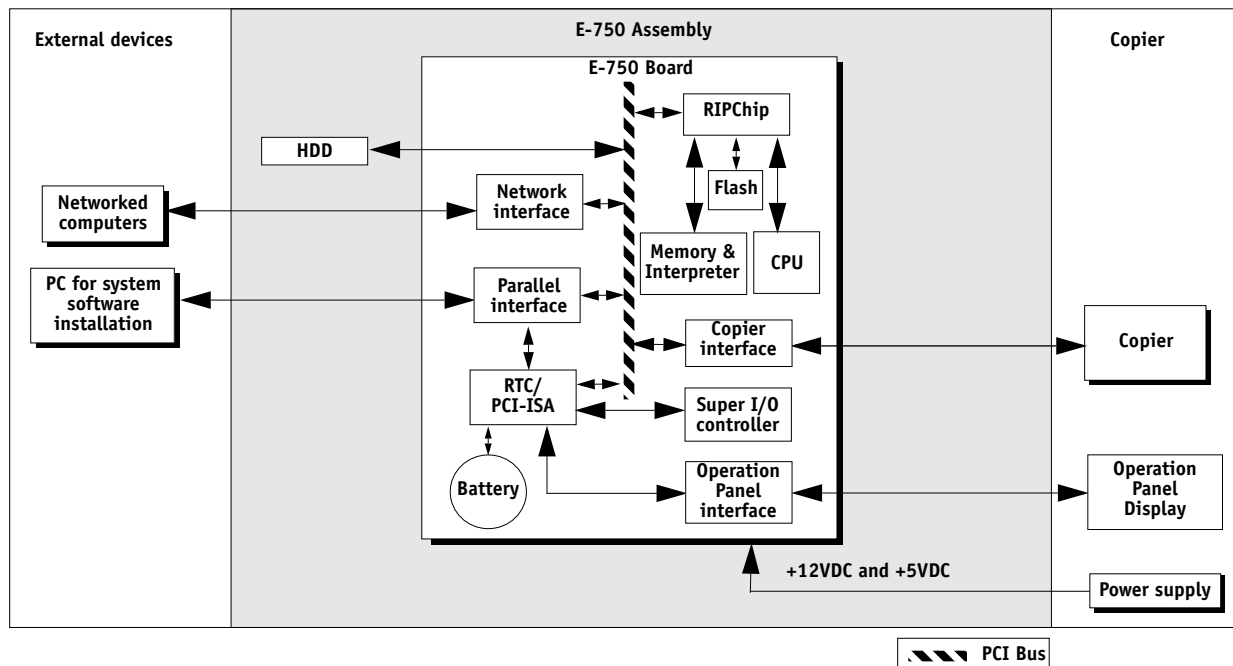 External devices
E-750 Assembly
Copier
E-750 Board
RIPChip
HDD
Flash
Networked
computers
Network
interface
Memory &
Interpreter
CPU
PC for system
software
installation
Parallel
interface
Copier
interface
Copier
RTC/
PCI-ISA
Super I/O
controller
Battery
Operation
Panel
interface
Operation
Panel
Display
+12VDC and +5VDC
Power supply
PCI Bus